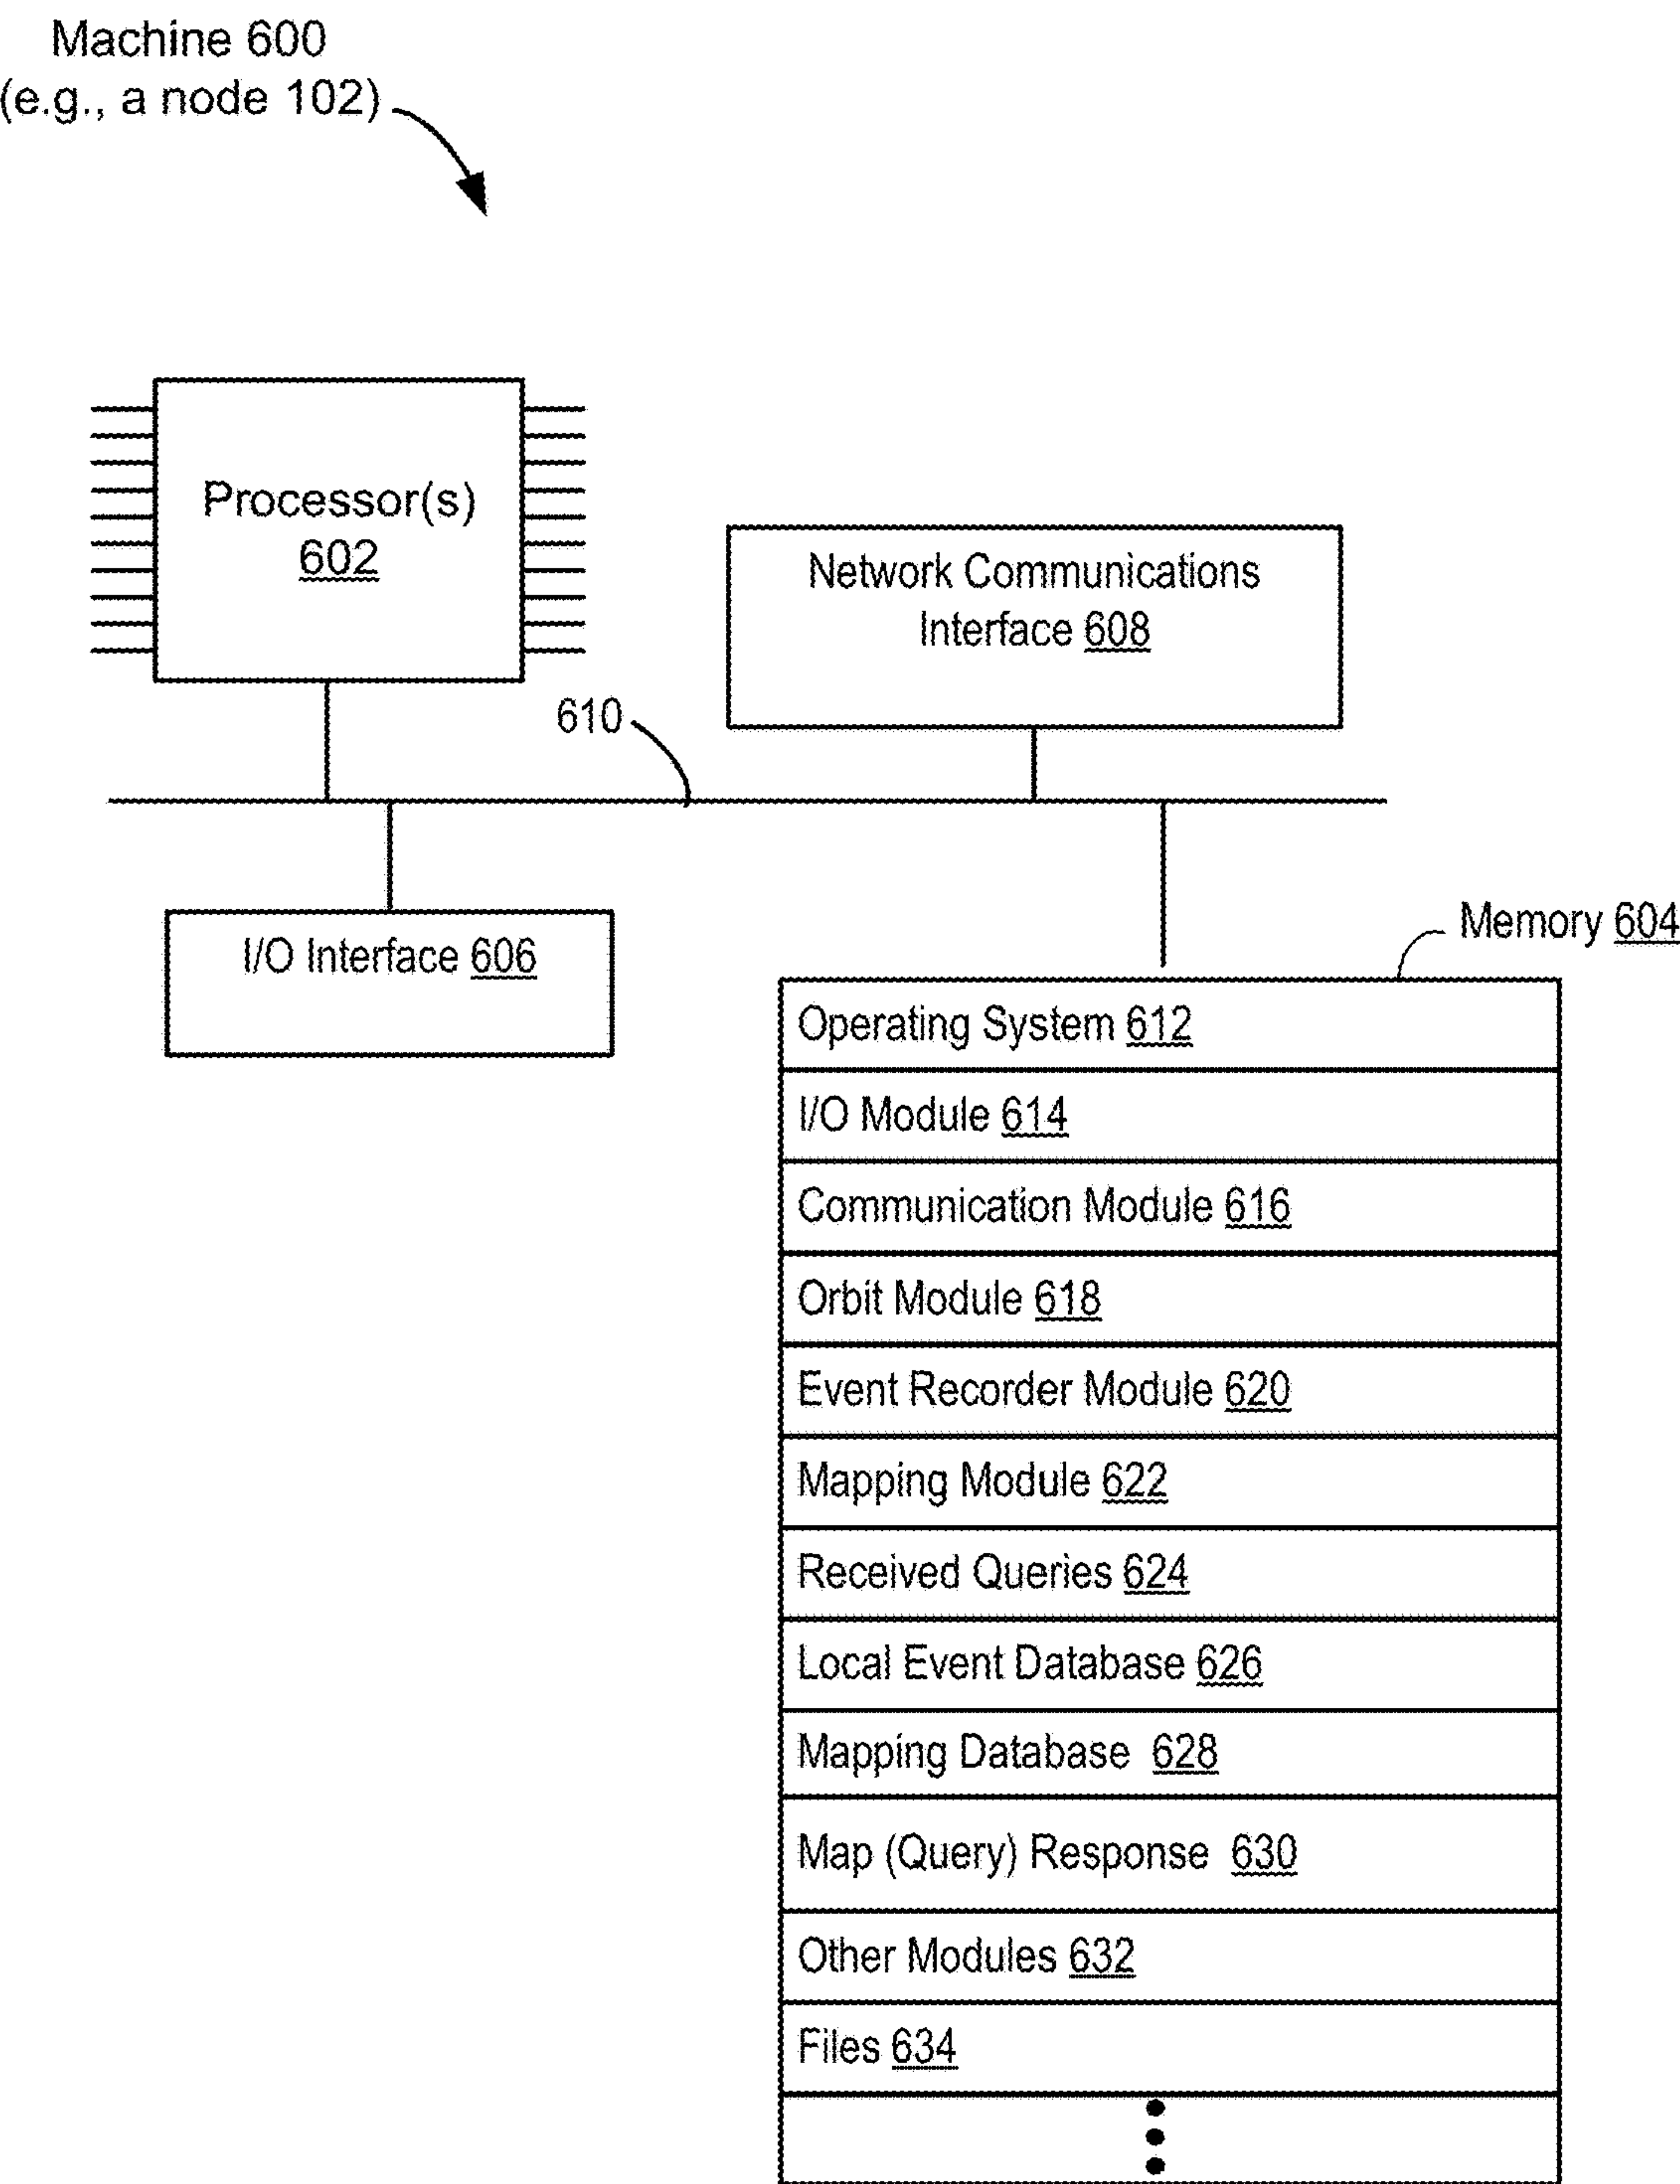 Machine 600
(e.g., a node 102)
Processor(s)
602
Network Communications
Interface 608
610
I/O Interface 606
Memory 604
Operating System 612
I/O Module 614
Communication Module 616
Orbit Module 618
Event Recorder Module 620
Mapping Module 622
Received Queries 624
Local Event Database 626
Mapping Database 628
Map (Query) Response 630
Other Modules 632
Files 634